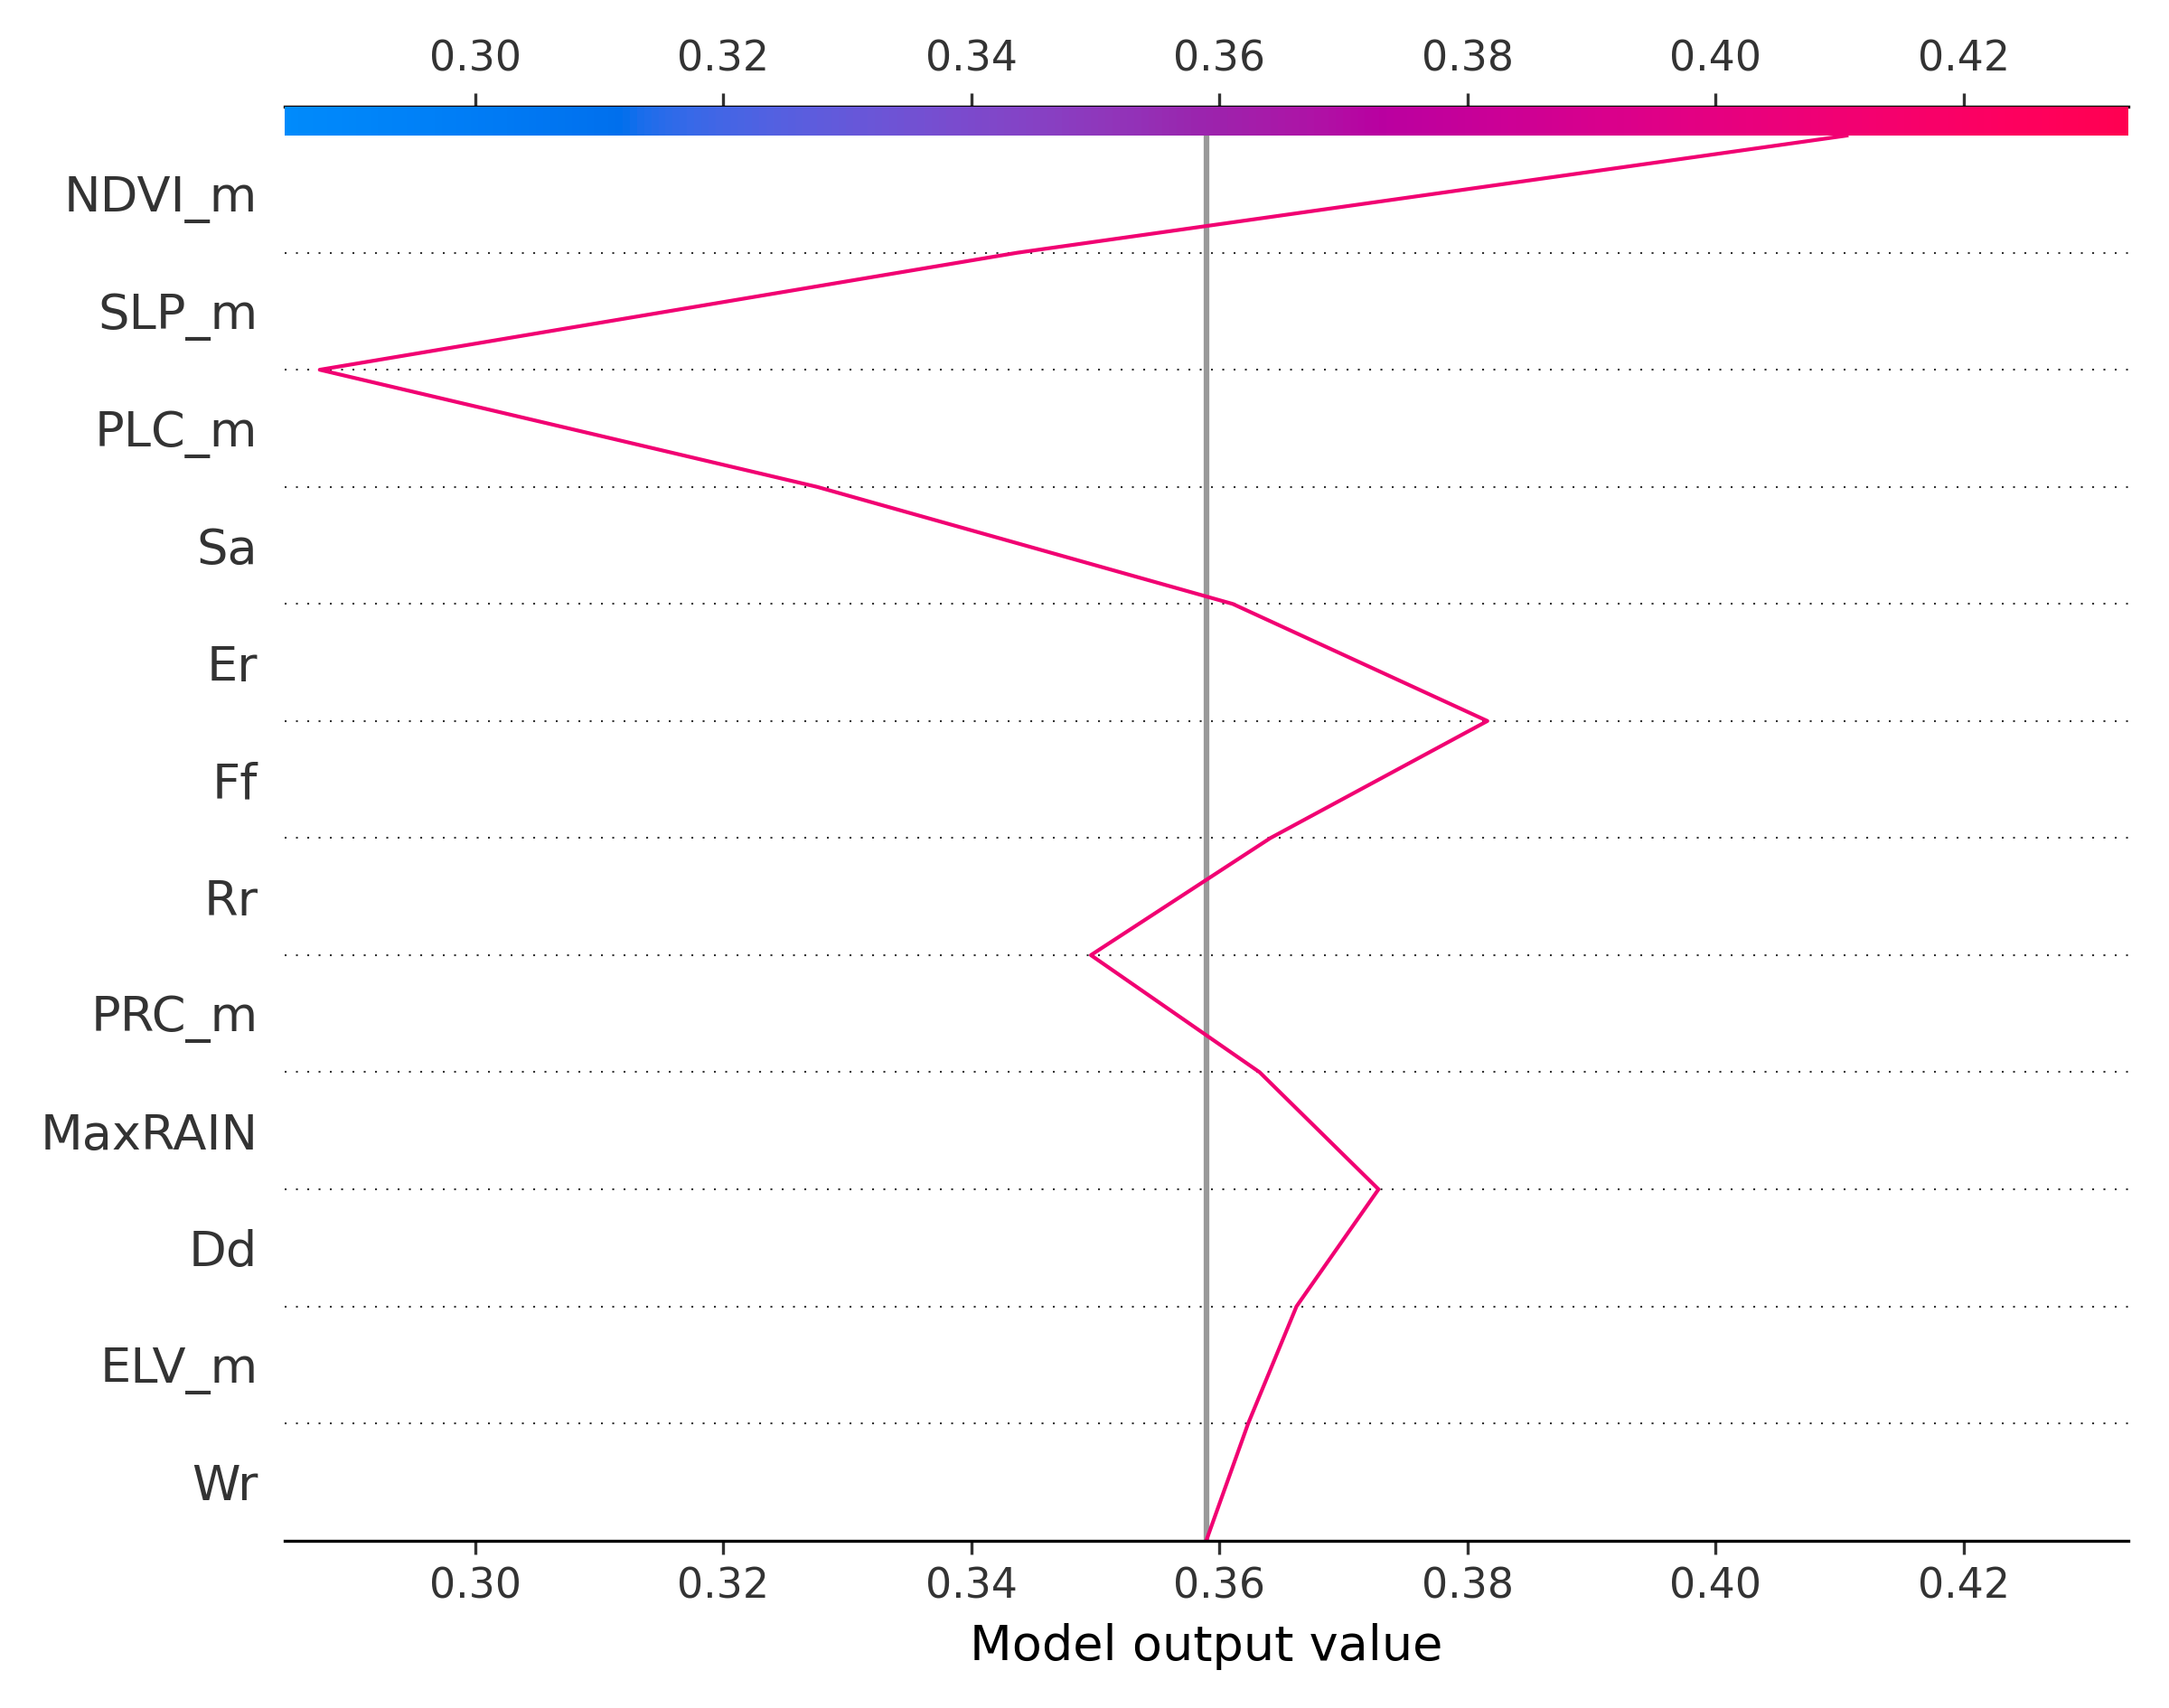 0.30 0.32 0.34 0.36 0.38 0.40 0.42
NDVI_m
SLP_m
PLC_m
Sa
Er
Ff
Rr
PRC_m
MaxRAIN
Dd
ELV_m
Wr
0.30 0.32 0.34 0.36 0.38 0.40 0.42
Model output value